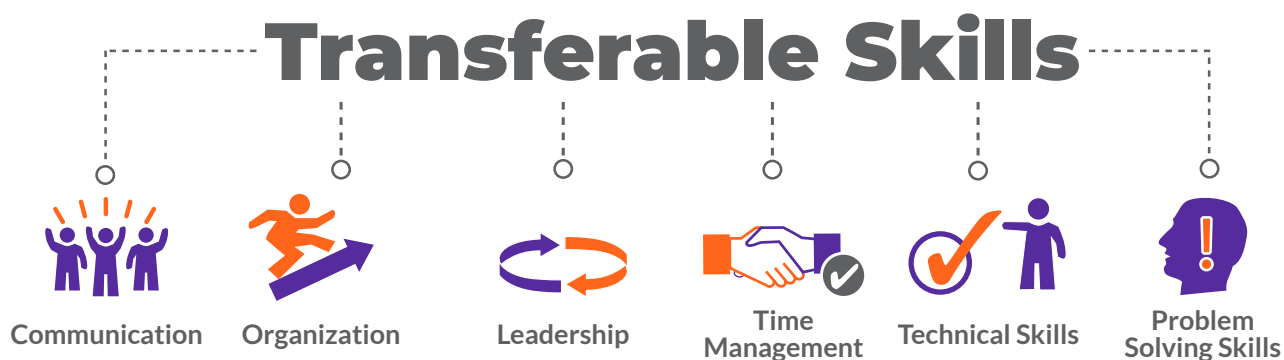 Transferable Skills
Communication
Organization
Leadership
Time
Management
Technical Skills
Problem
Solving Skills